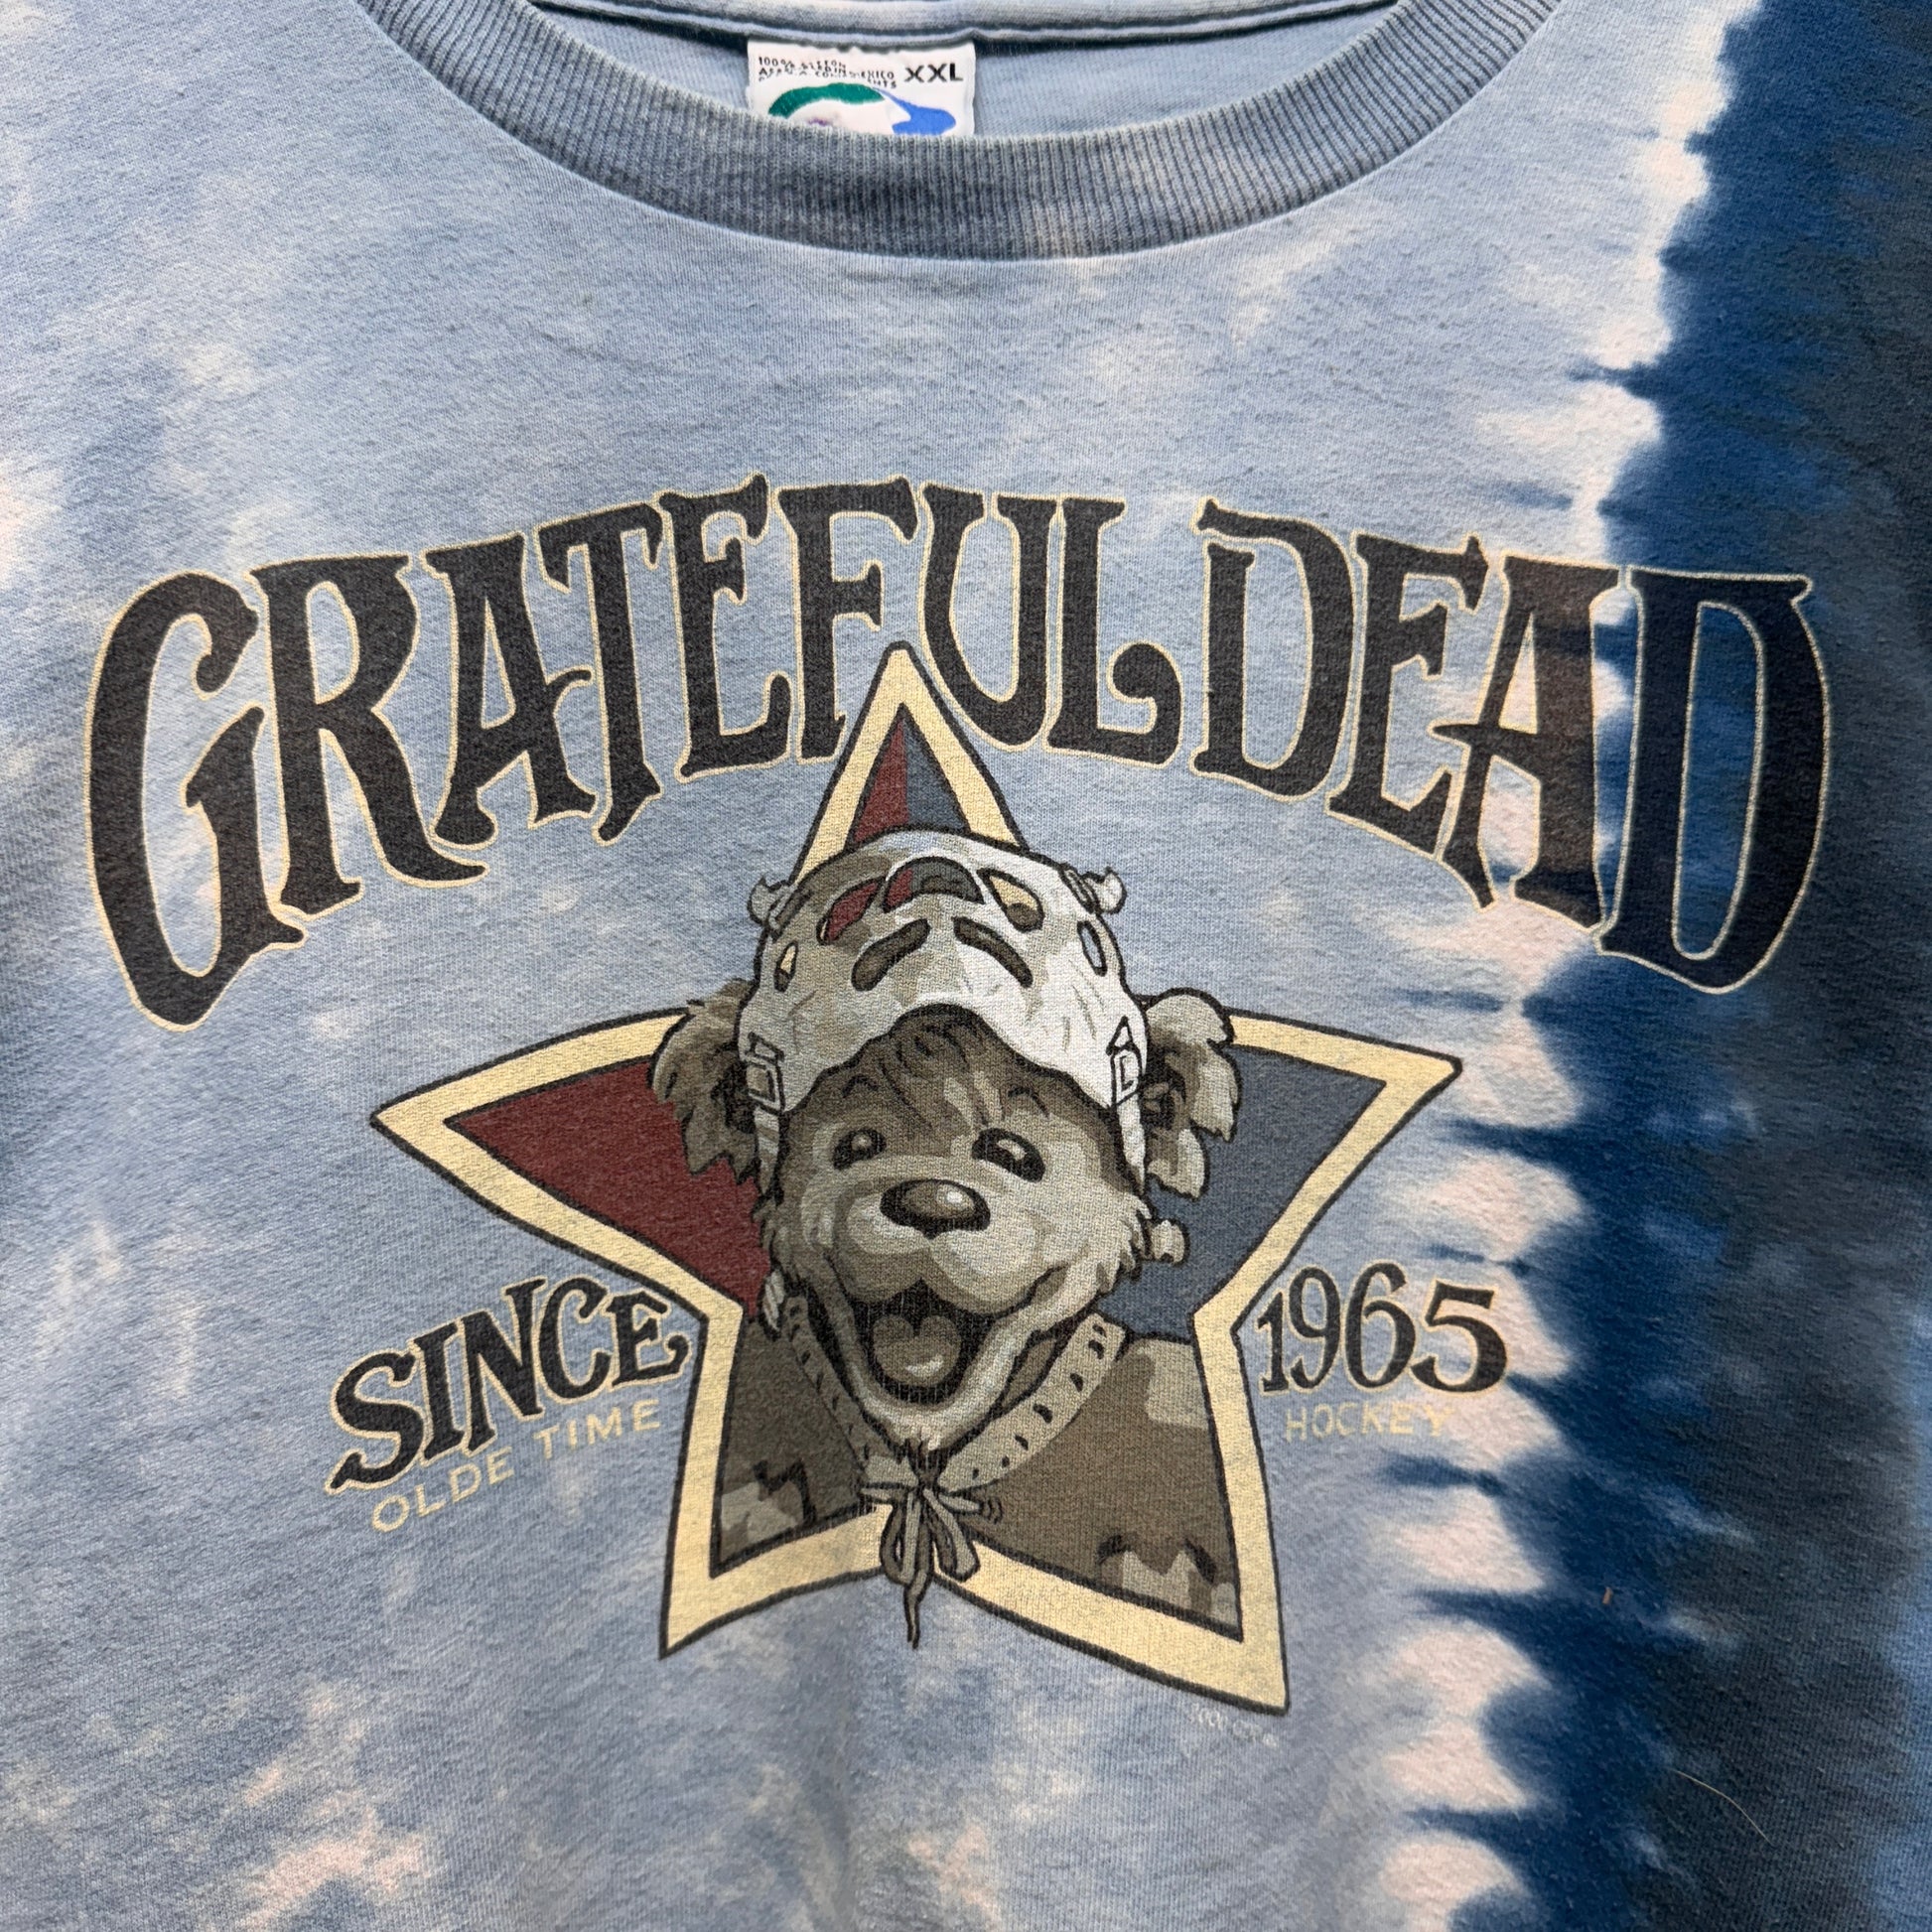 XXL
GRATEFUL DEAD
SINCE 1965
OLDE TIME HOCKEY